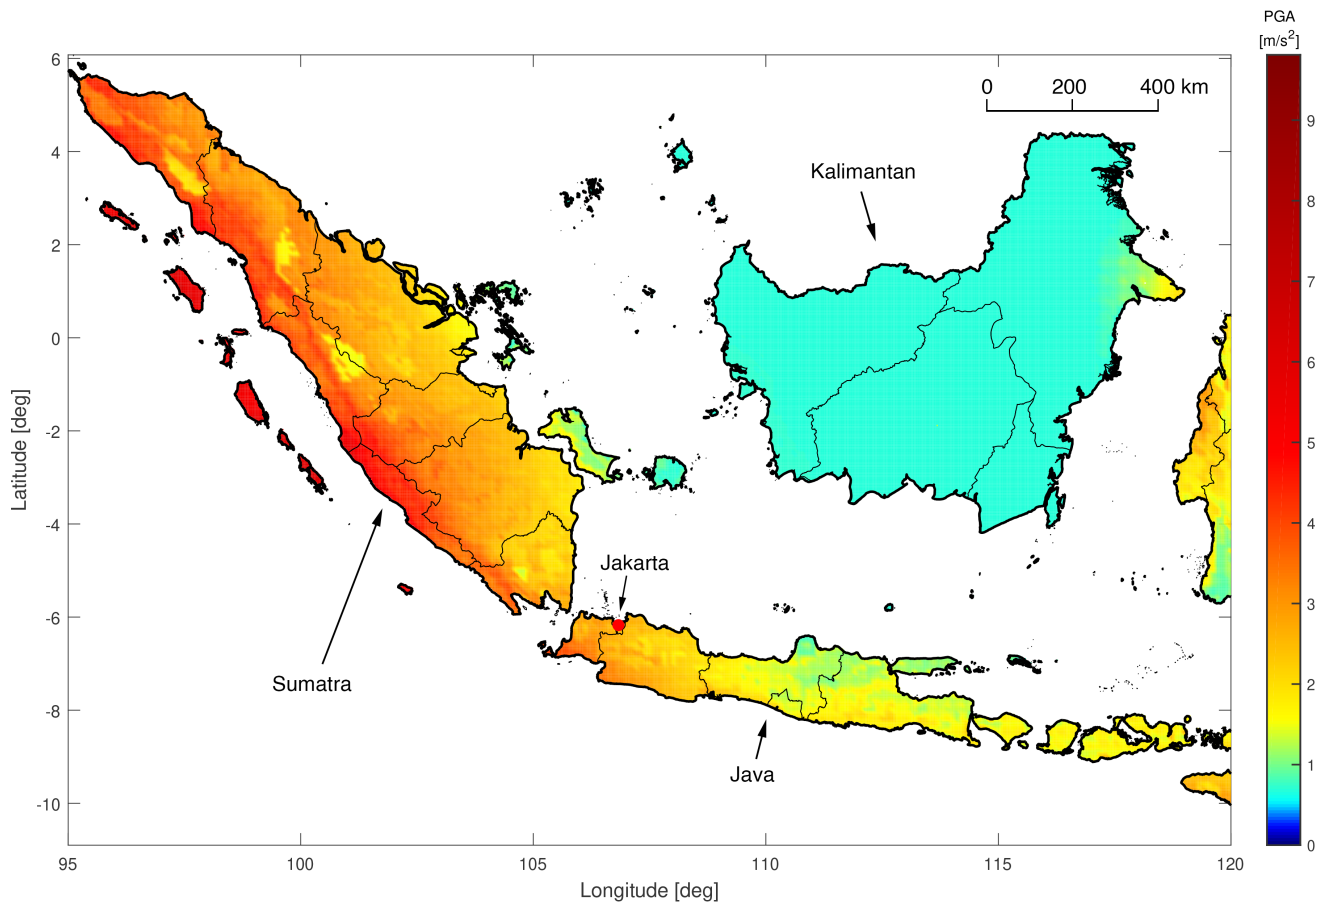 PGA
[m/s2]
6
4
2
0
-2
-4
-6
-8
-10
Latitude [deg]
0 200 400 km
Kalimantan
Jakarta
Sumatra
Java
9
8
7
6
5
4
3
2
1
0
95 100 105 110 115 120
Longitude [deg]